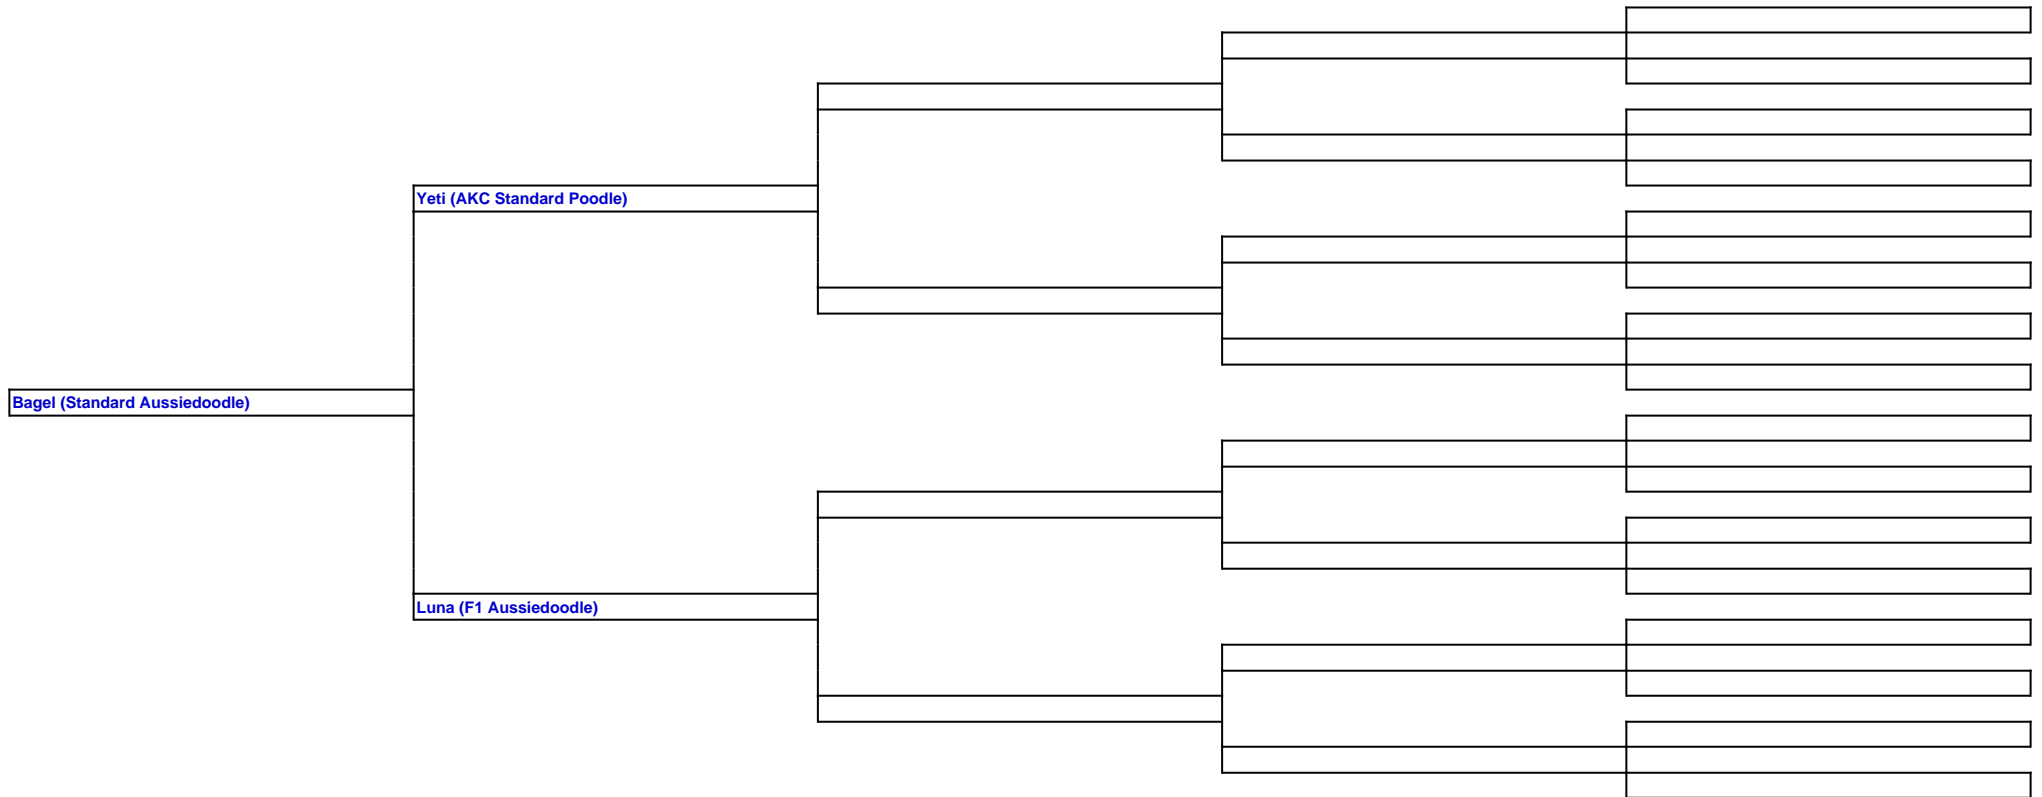 Yeti (AKC Standard Poodle)
Bagel (Standard Aussiedoodle)
Luna (F1 Aussiedoodle)